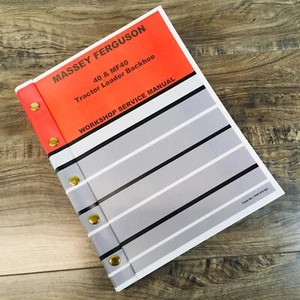 MASSEY FERGUSON
40 & MF40
Tractor Loader Backhoe
WORKSHOP SERVICE MANUAL